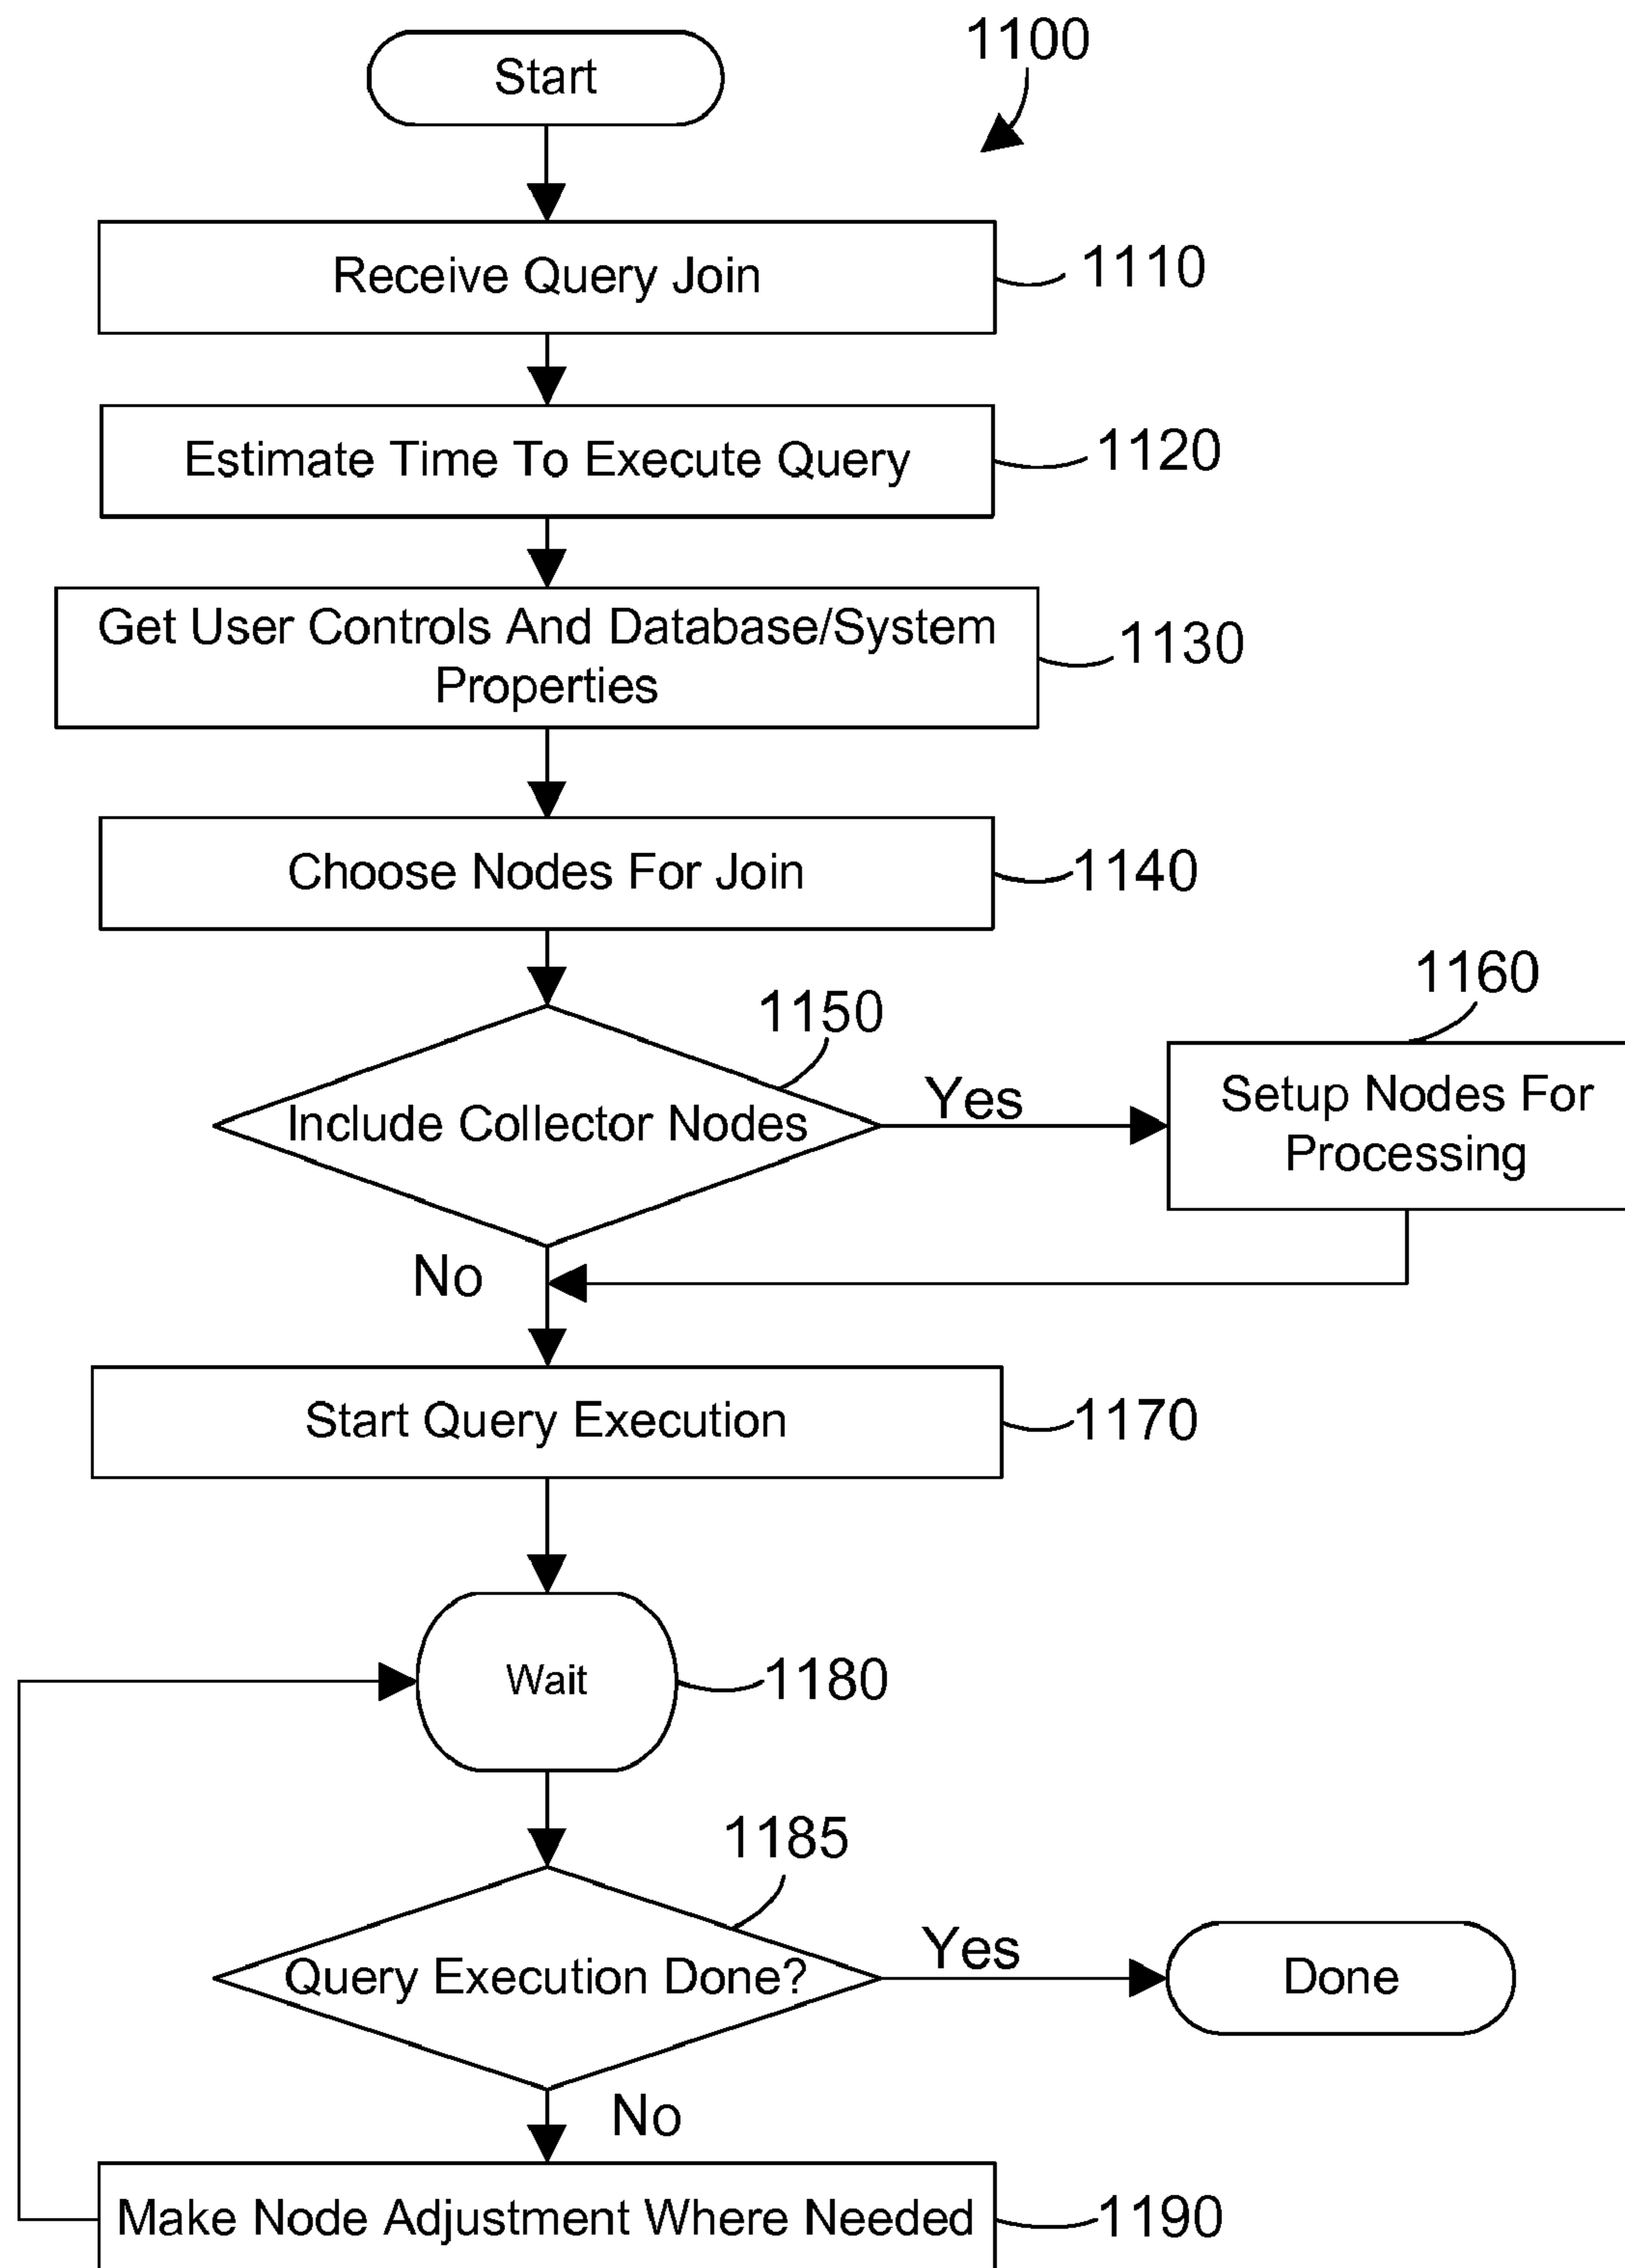 1100
Start
Receive Query Join
1110
Estimate Time To Execute Query
1120
Get User Controls And Database/System
Properties
1130
Choose Nodes For Join
1140
1150
Include Collector Nodes
Yes
1160
Setup Nodes For
Processing
No
Start Query Execution
1170
Wait
1180
1185
Query Execution Done?
Yes
Done
No
Make Node Adjustment Where Needed
1190